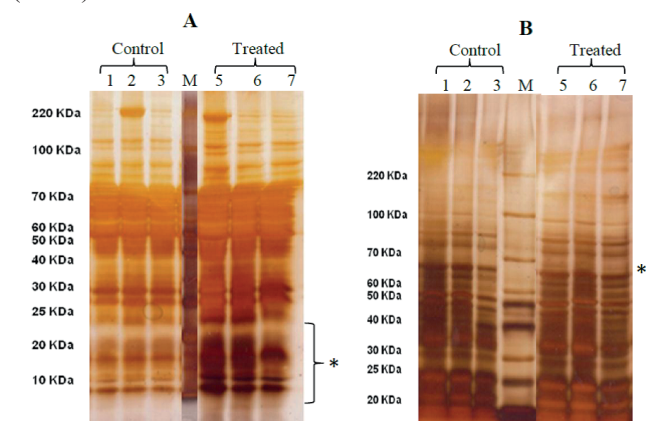 A
Control Treated
1 2 3 M 5 6 7
220 KDa
100 KDa
70 KDa
60 KDa
50 KDa
40 KDa
30 KDa
25 KDa
20 KDa
10 KDa
*
B
Control Treated
1 2 3 M 5 6 7
220 KDa
100 KDa
70 KDa
60 KDa
50 KDa
40 KDa
30 KDa
25 KDa
20 KDa
*